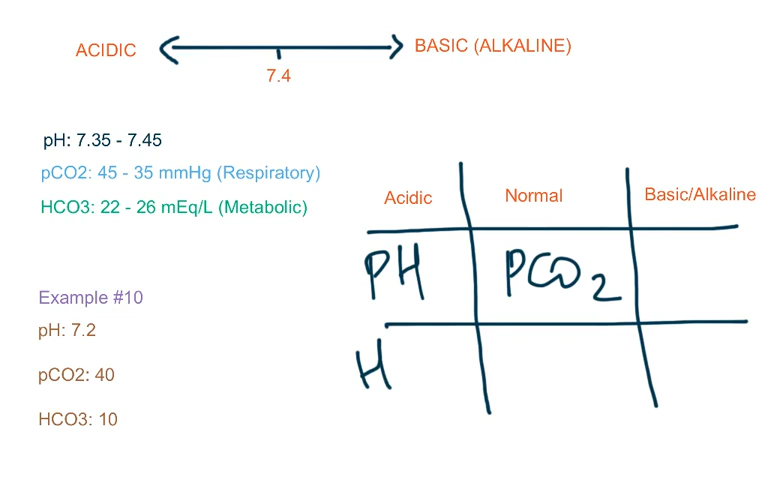 ACIDIC
BASIC (ALKALINE)
7.4
pH: 7.35 - 7.45
pCO2: 45 - 35 mmHg (Respiratory)
HCO3: 22 - 26 mEq/L (Metabolic)
Example #10
pH: 7.2
pCO2: 40
HCO3: 10
Acidic
Normal
Basic/Alkaline
PH
PCO2
H